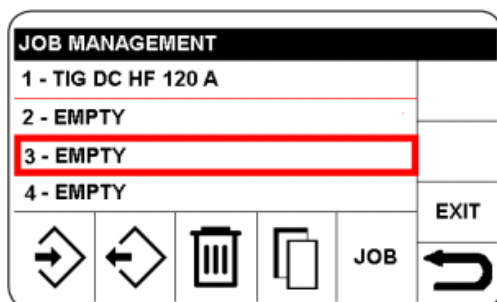 JOB MANAGEMENT
1 - TIG DC HF 120 A
2 - EMPTY
3 - EMPTY
4 - EMPTY
EXIT
JOB